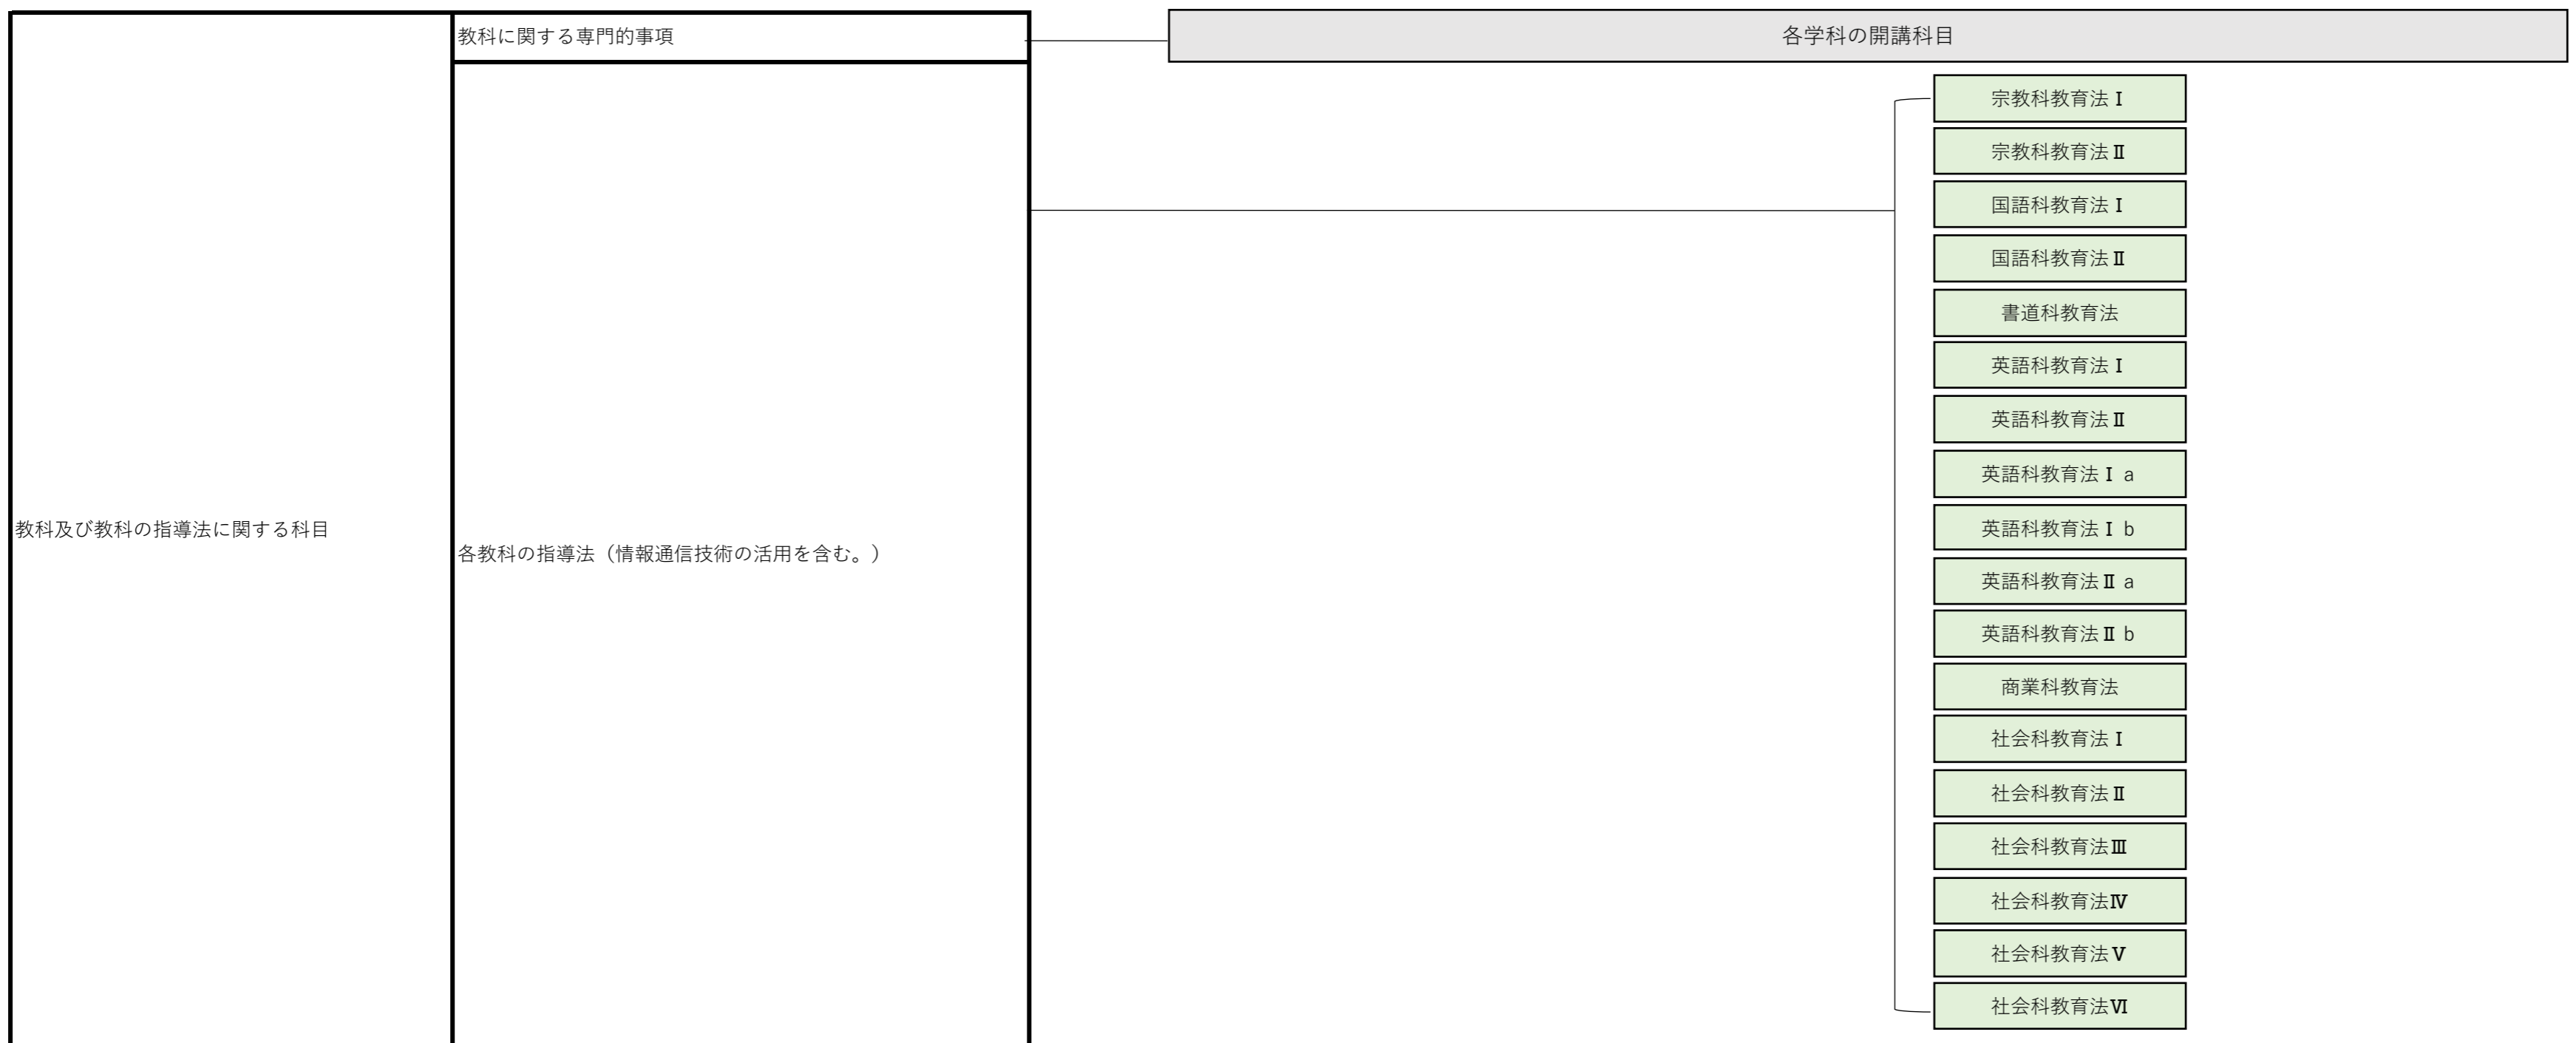 教科に関する専門的事項
各学科の開講科目
宗教科教育法Ⅰ
宗教科教育法Ⅱ
国語科教育法Ⅰ
国語科教育法Ⅱ
書道科教育法
英語科教育法Ⅰ
英語科教育法Ⅱ
英語科教育法Ⅰ a
教科及び教科の指導法に関する科目
英語科教育法Ⅰ b
各教科の指導法（情報通信技術の活用を含む。）
英語科教育法Ⅱ a
英語科教育法Ⅱ b
商業科教育法
社会科教育法Ⅰ
社会科教育法Ⅱ
社会科教育法Ⅲ
社会科教育法Ⅳ
社会科教育法Ⅴ
社会科教育法Ⅵ